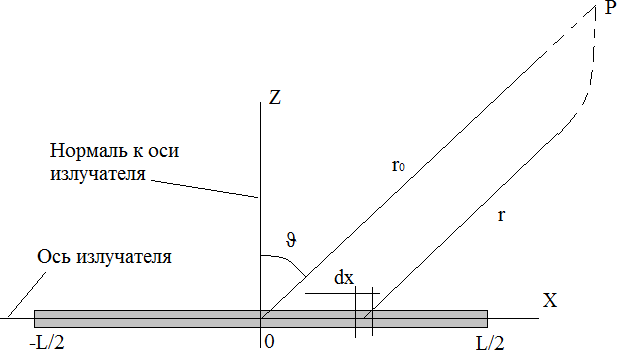 P
Z
Нормаль к оси
излучателя
r₀
r
ϑ
Ось излучателя
dx
X
-L/2
0
L/2